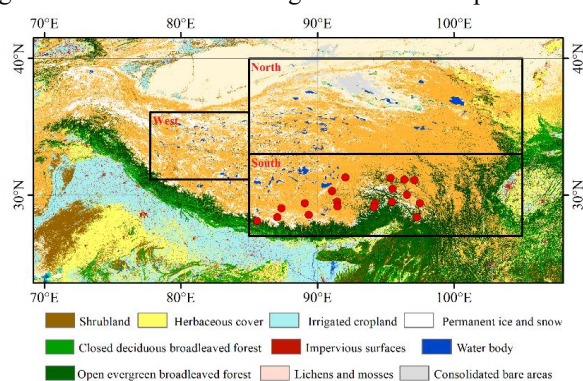 70°E 80°E 90°E 100°E
40°N 40°N
North
West
South
30°N 30°N
70°E 80°E 90°E 100°E
Shrubland Herbaceous cover Irrigated cropland Permanent ice and snow
Closed deciduous broadleaved forest Impervious surfaces Water body
Open evergreen broadleaved forest Lichens and mosses Consolidated bare areas